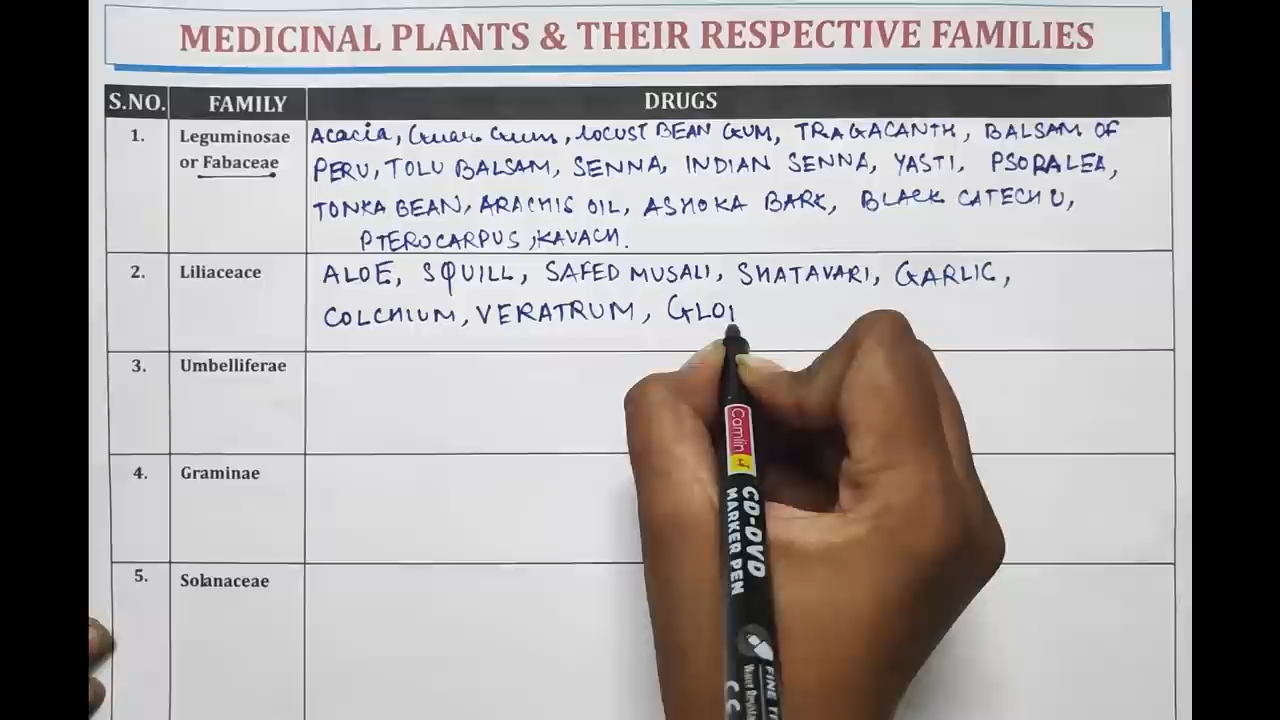 MEDICINAL PLANTS & THEIR RESPECTIVE FAMILIES
S.NO. FAMILY DRUGS
1. Leguminosae or Fabaceae
Acacia, Guar Gum, LOCUST BEAN GUM, TRAGACANTH, BALSAM OF
PERU, TOLU BALSAM, SENNA, INDIAN SENNA, YASTI, PSORALEA,
TONKA BEAN, ARACHIS OIL, ASHOKA BARK, BLACK CATECHU,
PTEROCARPUS, KAVACH.
2. Liliaceace
ALOE, SQUILL, SAFED MUSALI, SHATAVARI, GARLIC,
COLCHIUM, VERATRUM, GLOI
3. Umbelliferae
4. Graminae
5. Solanaceae
Camlin
CD-DVD
MARKER PEN